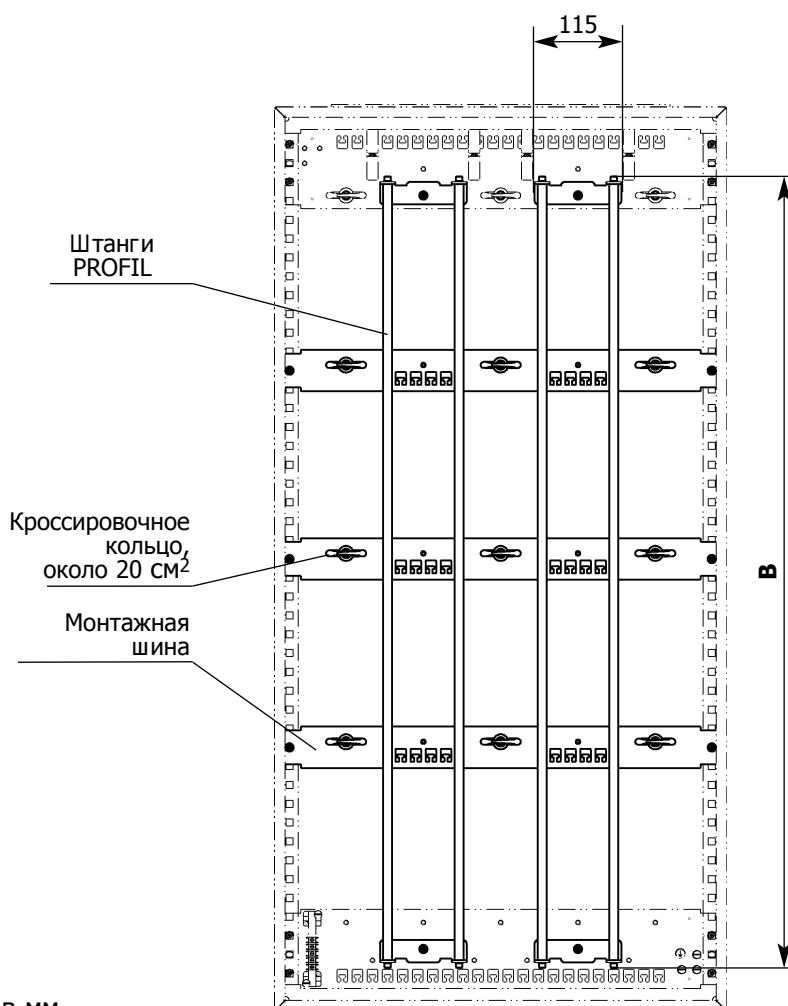 115
Штанги
PROFIL
Кроссировочное
кольцо,
около 20 см²
Монтажная
шина
B
в мм